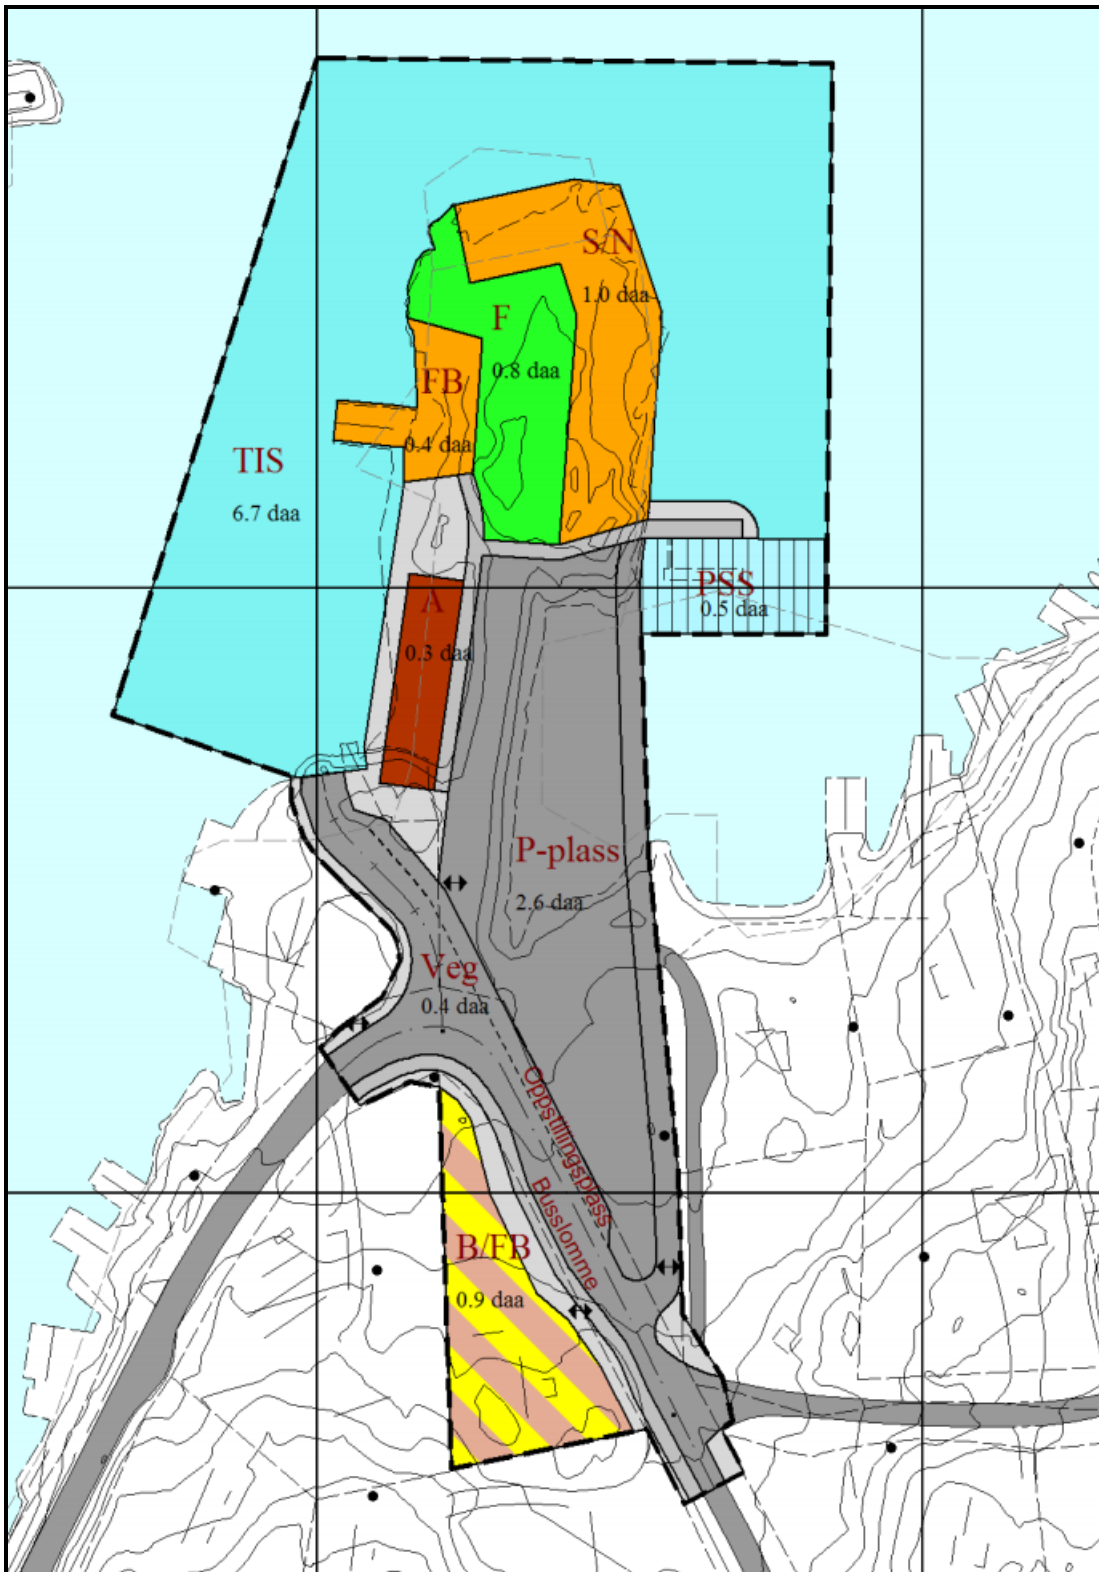 S/N
1.0 daa
F
0.8 daa
FB
0.4 daa
TIS
6.7 daa
PSS
0.5 daa
A
0.3 daa
P-plass
2.6 daa
Veg
0.4 daa
Oppstillingsplass
Busslomme
B/FB
0.9 daa